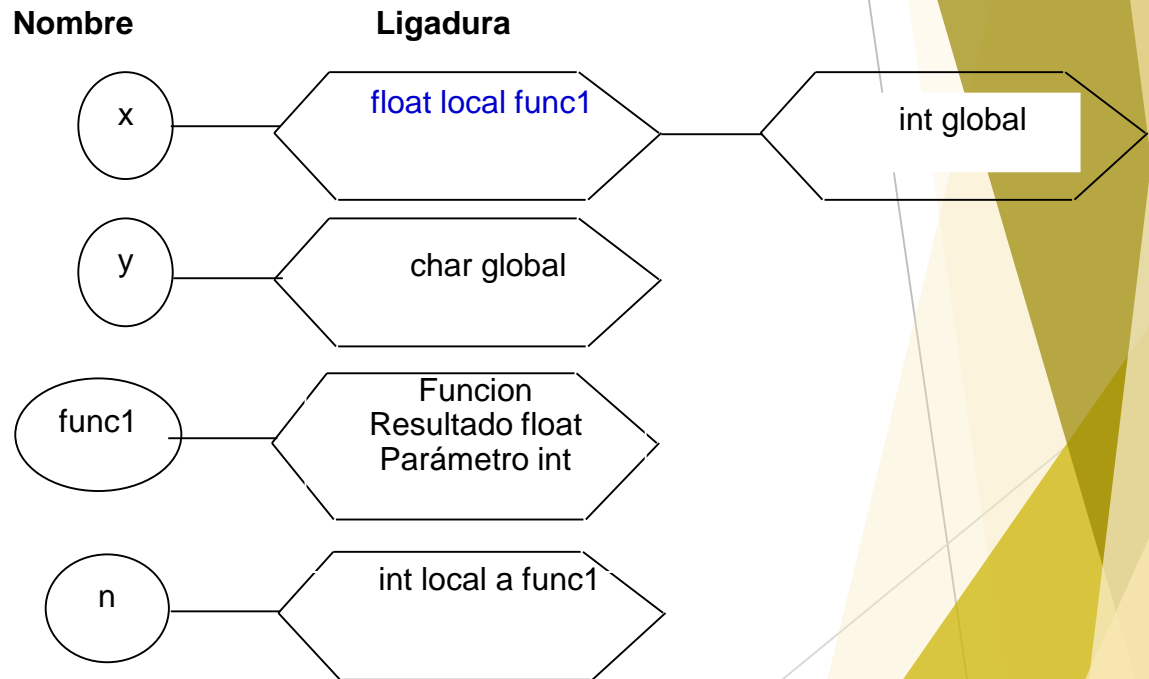 Nombre Ligadura
x float local func1 int global
y char global
func1 Funcion
Resultado float
Parámetro int
n int local a func1